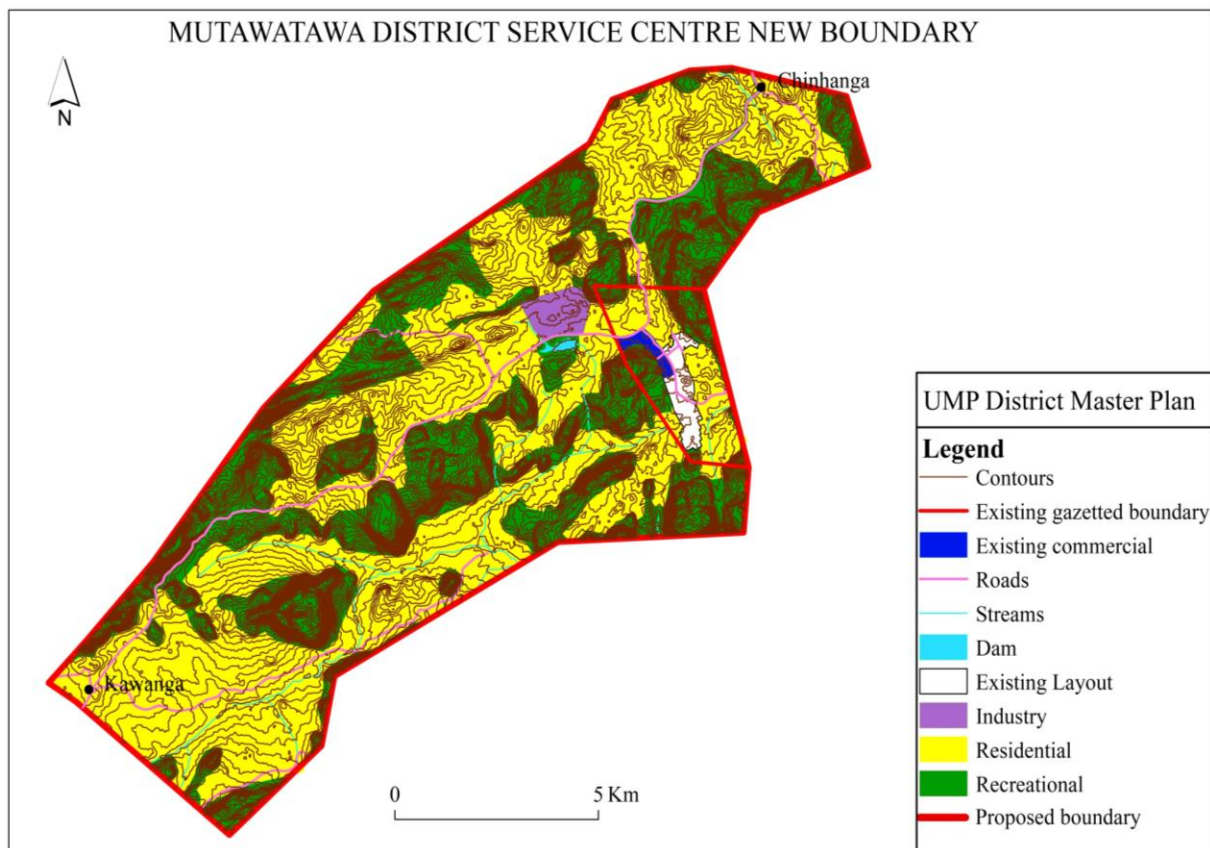 MUTAWATAWA DISTRICT SERVICE CENTRE NEW BOUNDARY
N
Chinhanga
Kawanga
0 5 Km
UMP District Master Plan
Legend
Contours
Existing gazetted boundary
Existing commercial
Roads
Streams
Dam
Existing Layout
Industry
Residential
Recreational
Proposed boundary